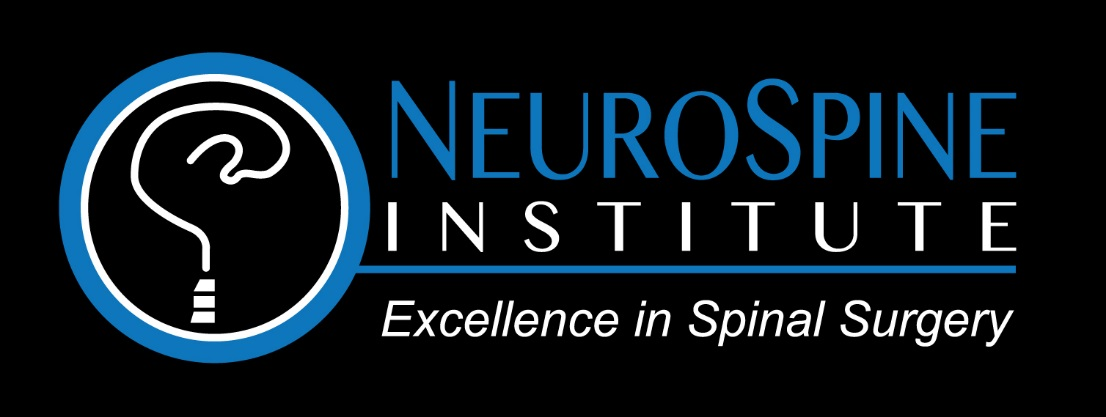 NEUROSPINE
INSTITUTE
Excellence in Spinal Surgery